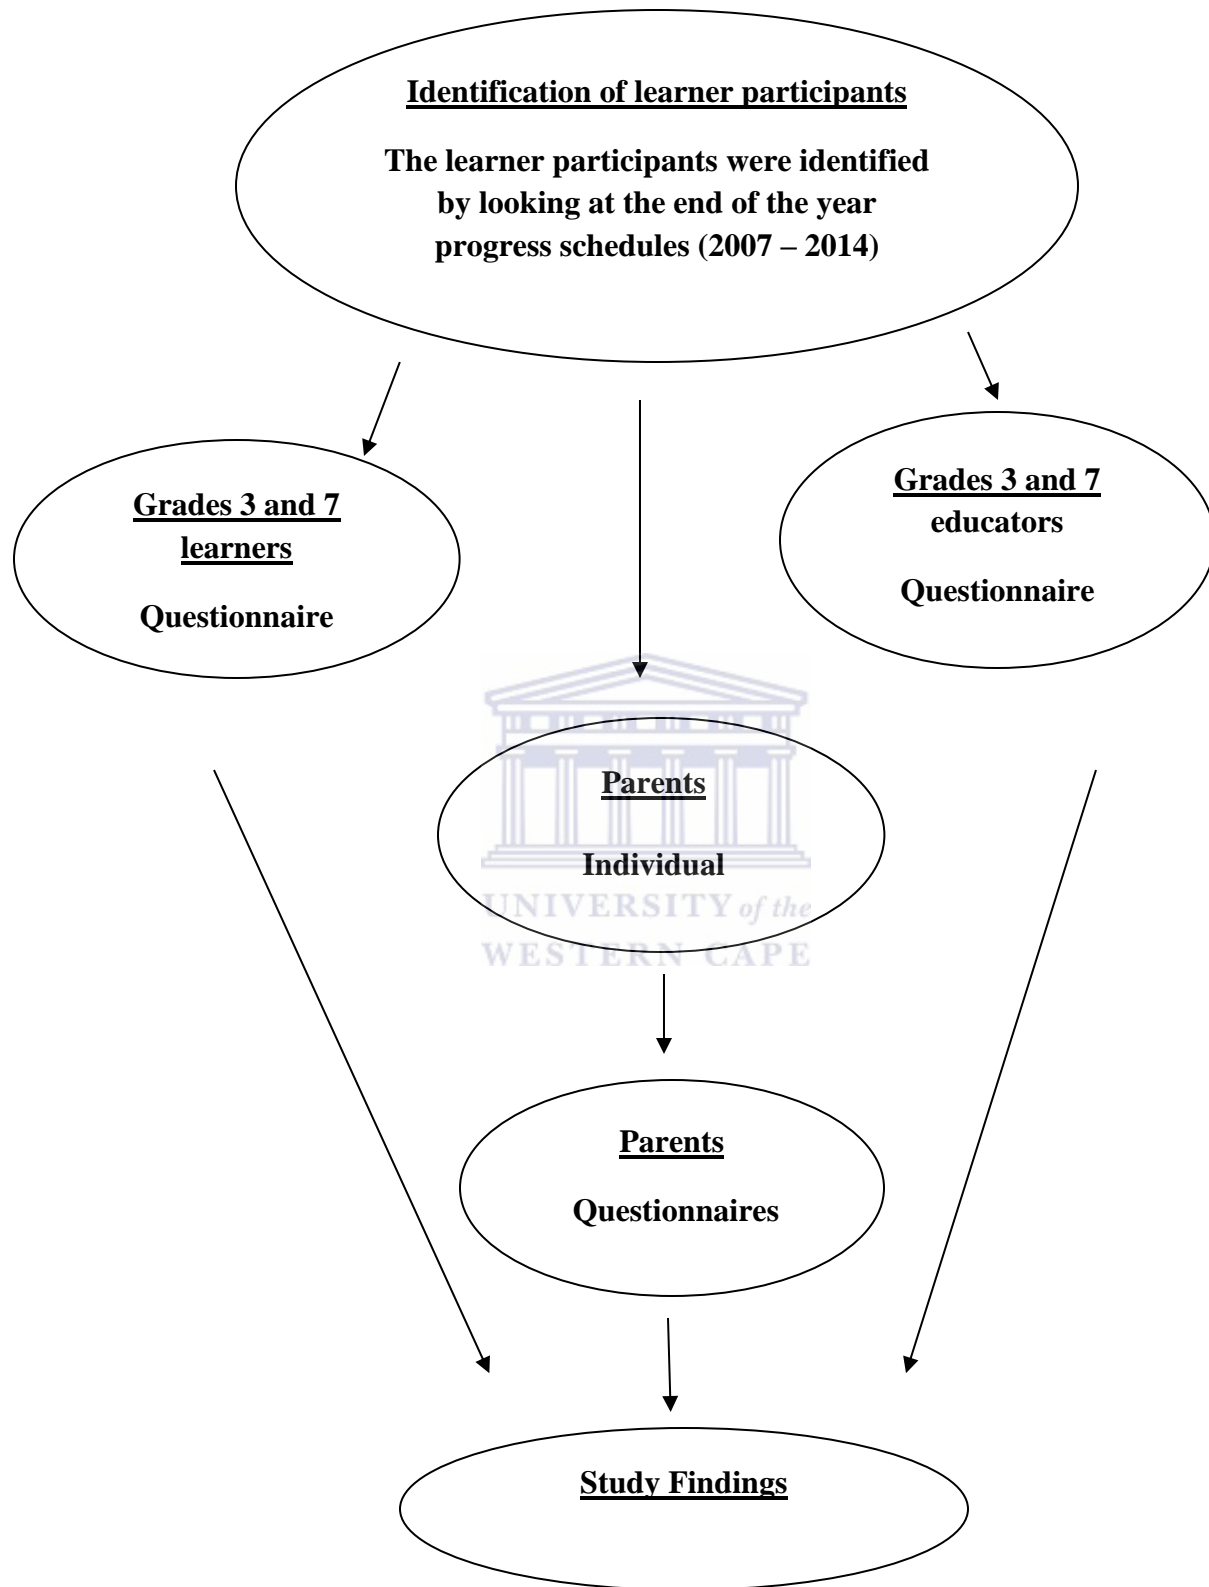 Identification of learner participants
The learner participants were identified
by looking at the end of the year
progress schedules (2007 – 2014)
Grades 3 and 7
learners
Questionnaire
Grades 3 and 7
educators
Questionnaire
Parents
Individual
UNIVERSITY of the
WESTERN CAPE
Parents
Questionnaires
Study Findings